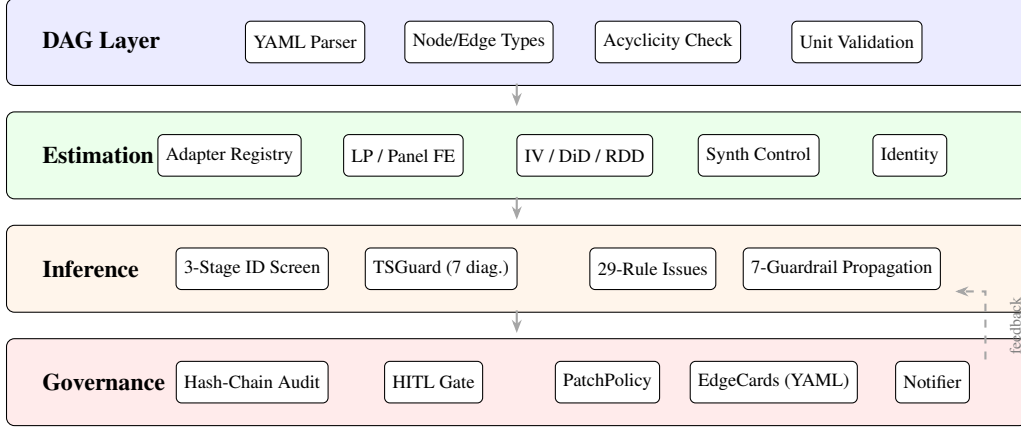 DAG Layer YAML Parser Node/Edge Types Acyclicity Check Unit Validation
Estimation Adapter Registry LP / Panel FE IV / DiD / RDD Synth Control Identity
Inference 3-Stage ID Screen TSGuard (7 diag.) 29-Rule Issues 7-Guardrail Propagation
feedback
Governance Hash-Chain Audit HITL Gate PatchPolicy EdgeCards (YAML) Notifier